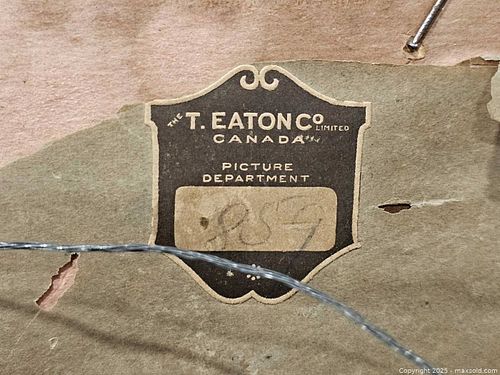 THE T. EATON Co LIMITED
CANADA
PICTURE
DEPARTMENT
Copyright 2025 - maxsold.com